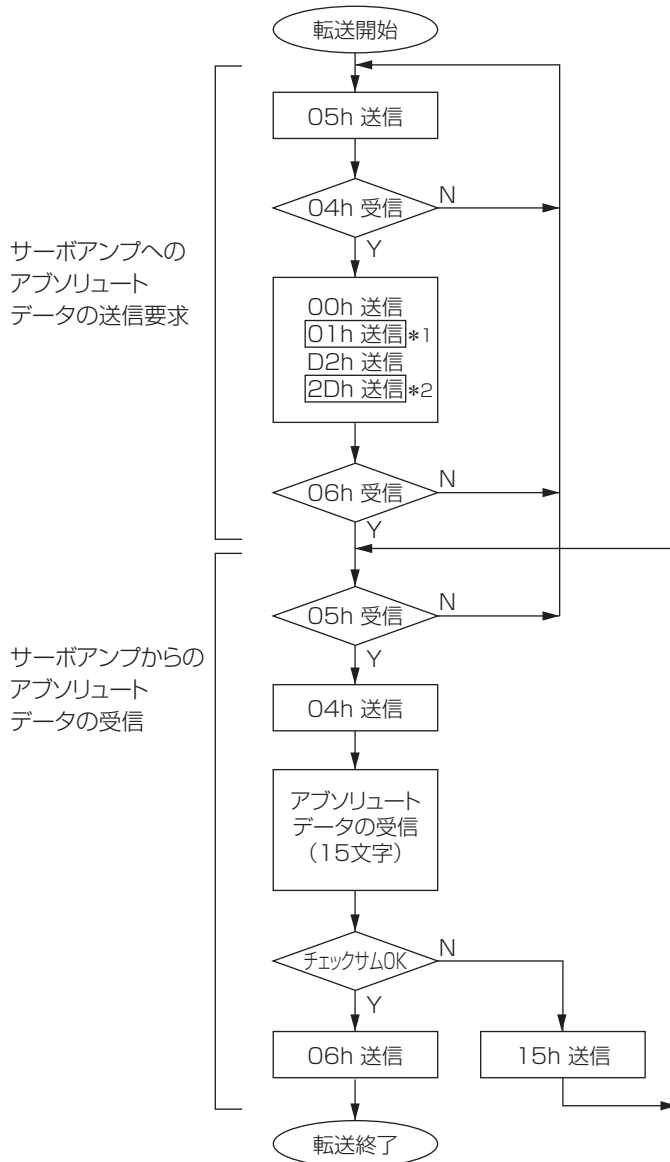 転送開始
05h 送信
04h 受信
N
Y
サーボアンプへの
アブソリュート
データの送信要求
00h 送信
01h 送信 *1
D2h 送信
2Dh 送信 *2
06h 受信
N
Y
05h 受信
N
Y
サーボアンプからの
アブソリュート
データの受信
04h 送信
アブソリュート
データの受信
（15文字）
チェックサムOK
N
Y
06h 送信
15h 送信
転送終了